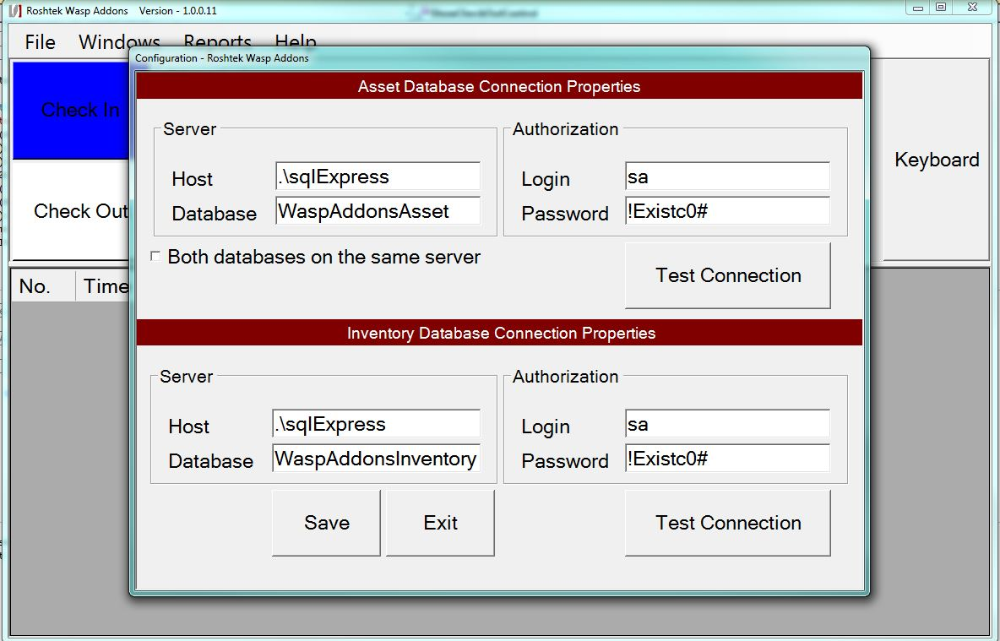 Roshtek Wasp Addons Version - 1.0.0.11
File Windows Reports Help
Configuration - Roshtek Wasp Addons
Check In
Check Out
Keyboard
No. Time
Asset Database Connection Properties
Server
Host .\sqlExpress
Database WaspAddonsAsset
Authorization
Login sa
Password !Existc0#
Both databases on the same server
Test Connection
Inventory Database Connection Properties
Server
Host .\sqlExpress
Database WaspAddonsInventory
Authorization
Login sa
Password !Existc0#
Save Exit
Test Connection